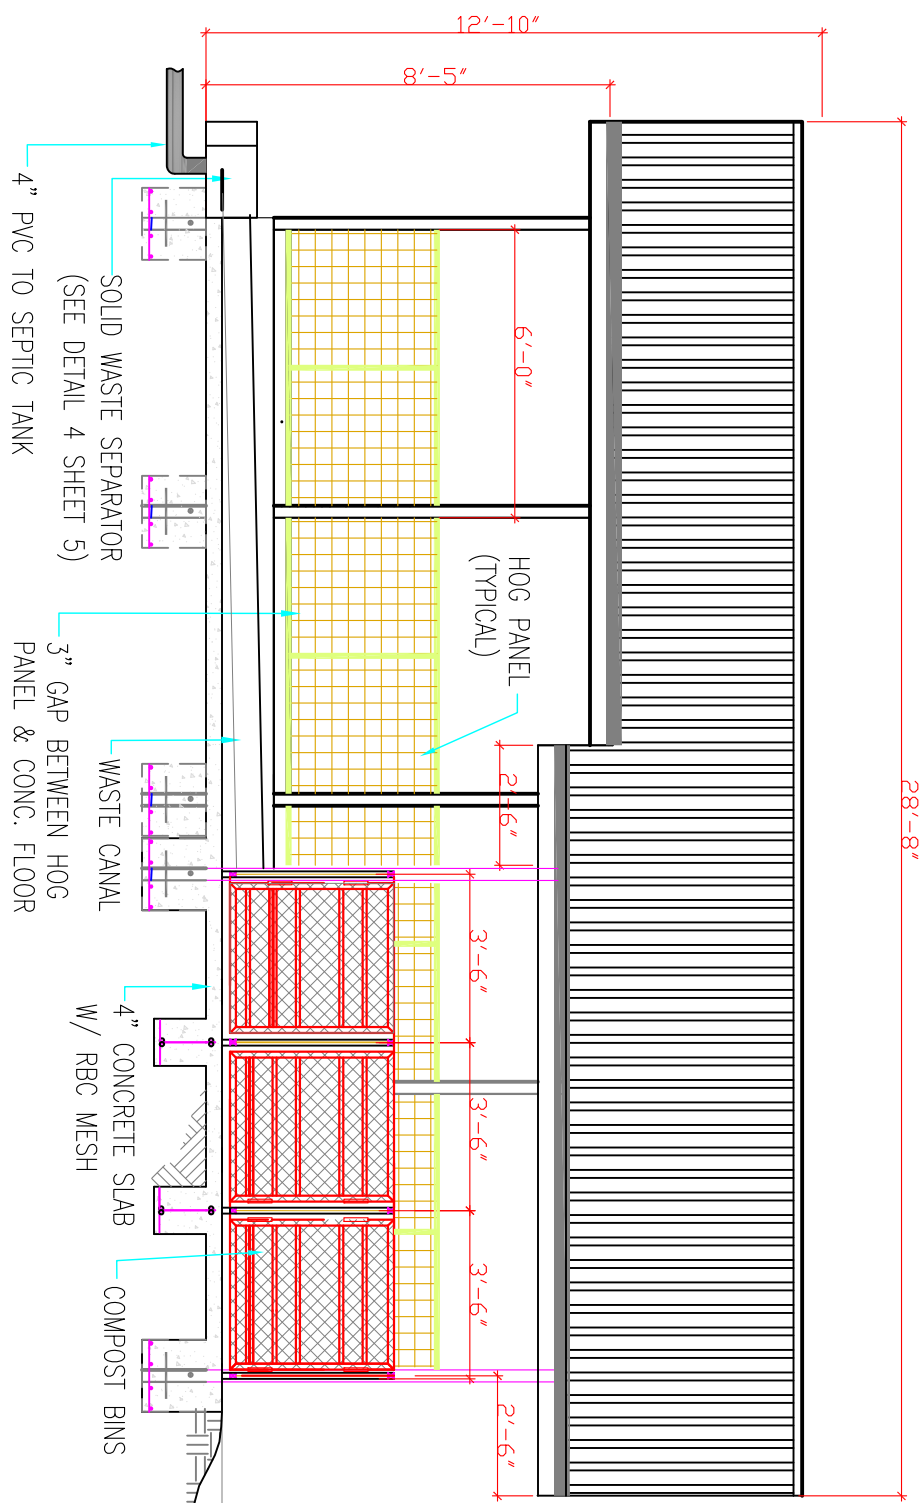 28'-8"
12'-10"
8'-5"
6'-0"
2'-6"
HOG PANEL
(TYPICAL)
3'-6"
3'-6"
3'-6"
2'-6"
4" PVC TO SEPTIC TANK
SOLID WASTE SEPARATOR
(SEE DETAIL 4 SHEET 5)
3" GAP BETWEEN HOG
PANEL & CONC. FLOOR
WASTE CANAL
4" CONCRETE SLAB
W/ RBC MESH
COMPOST BINS